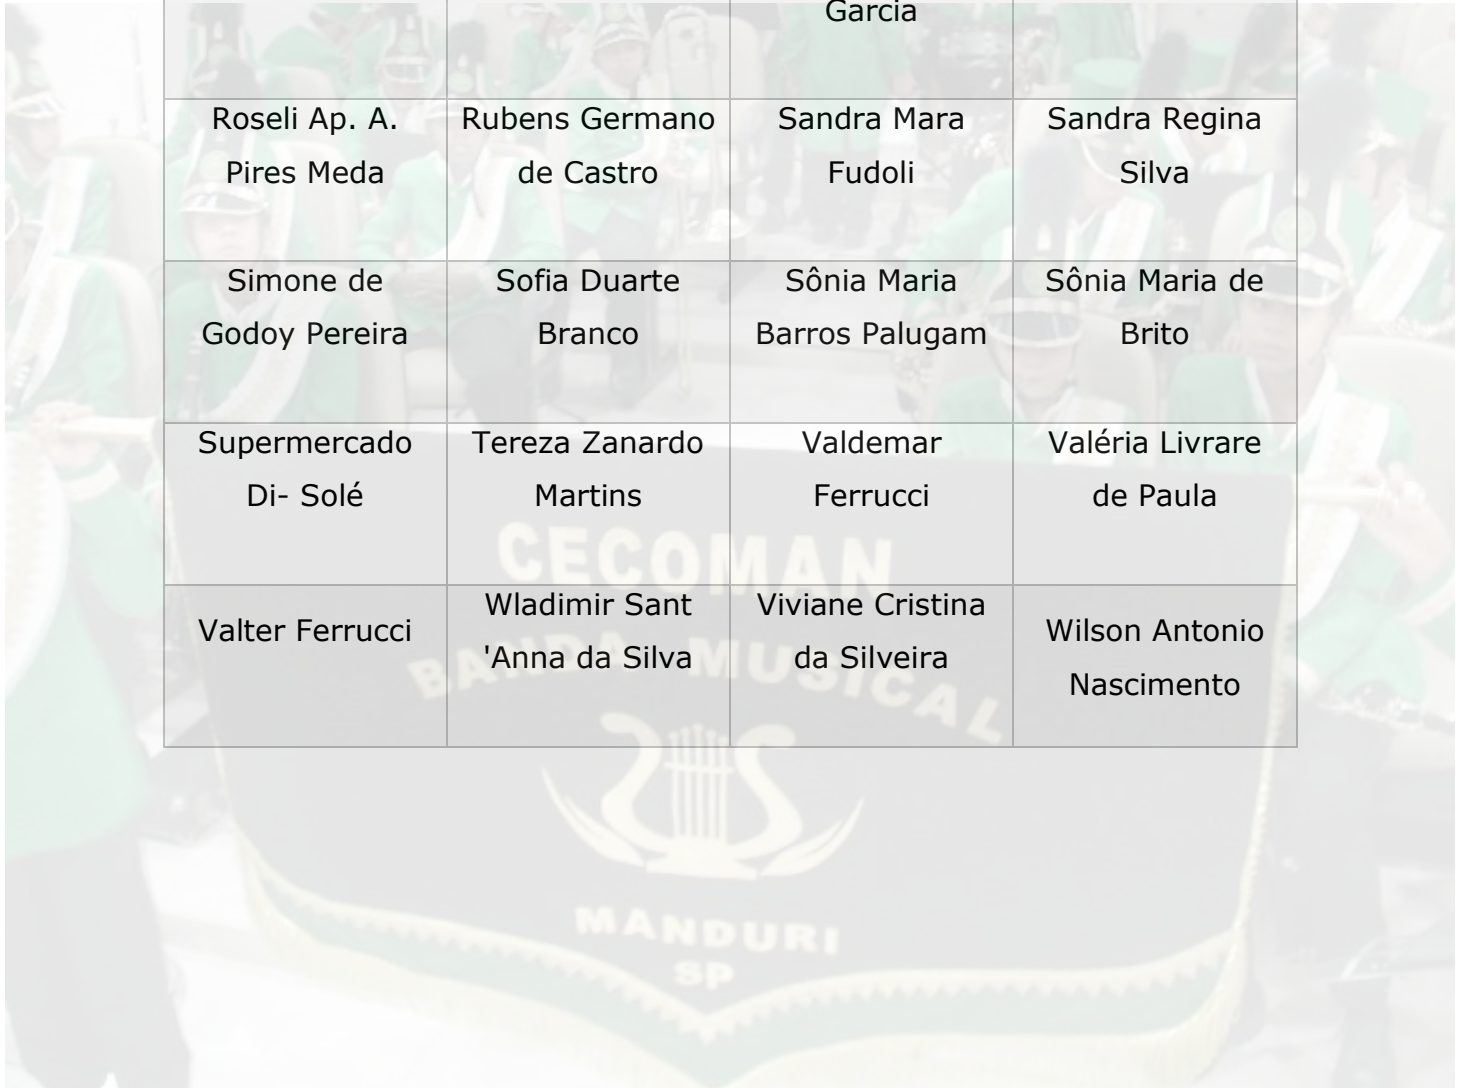 Garcia
Roseli Ap. A.
Pires Meda
Rubens Germano
de Castro
Sandra Mara
Fudoli
Sandra Regina
Silva
Simone de
Godoy Pereira
Sofia Duarte
Branco
Sônia Maria
Barros Palugam
Sônia Maria de
Brito
Supermercado
Di- Solé
Tereza Zanardo
Martins
Valdemar
Ferrucci
Valéria Livrare
de Paula
Valter Ferrucci
Wladimir Sant
'Anna da Silva
Viviane Cristina
da Silveira
Wilson Antonio
Nascimento
CECOMAN
BANDA MUSICAL
MANDURI
SP